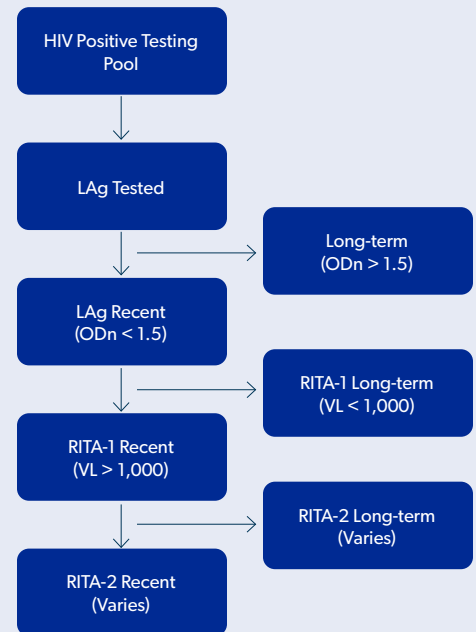 HIV Positive Testing
Pool
LAg Tested
Long-term
(ODn > 1.5)
LAg Recent
(ODn < 1.5)
RITA-1 Long-term
(VL < 1,000)
RITA-1 Recent
(VL > 1,000)
RITA-2 Long-term
(Varies)
RITA-2 Recent
(Varies)